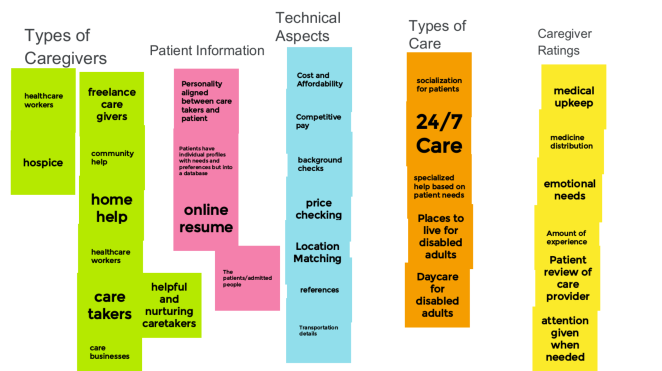 Types of
Caregivers
healthcare
workers
hospice
freelance
care
givers
community
help
home
help
healthcare
workers
care
takers
care
businesses
helpful
and
nurturing
caretakers
Patient Information
Personality
aligned
between care
takers and
patient
Patients have
individual profiles
with needs and
preferences but into
a database
online
resume
The
patients/admitted
people
Technical
Aspects
Cost and
Affordability
Competitive
pay
background
checks
price
checking
Location
Matching
references
Transportation
details
Types of
Care
socialization
for patients
24/7
Care
specialized
help based on
patient needs
Places to
live for
disabled
adults
Daycare
for
disabled
adults
Caregiver
Ratings
medical
upkeep
medicine
distribution
emotional
needs
Amount of
experience
Patient
review of
care
provider
attention
given
when
needed